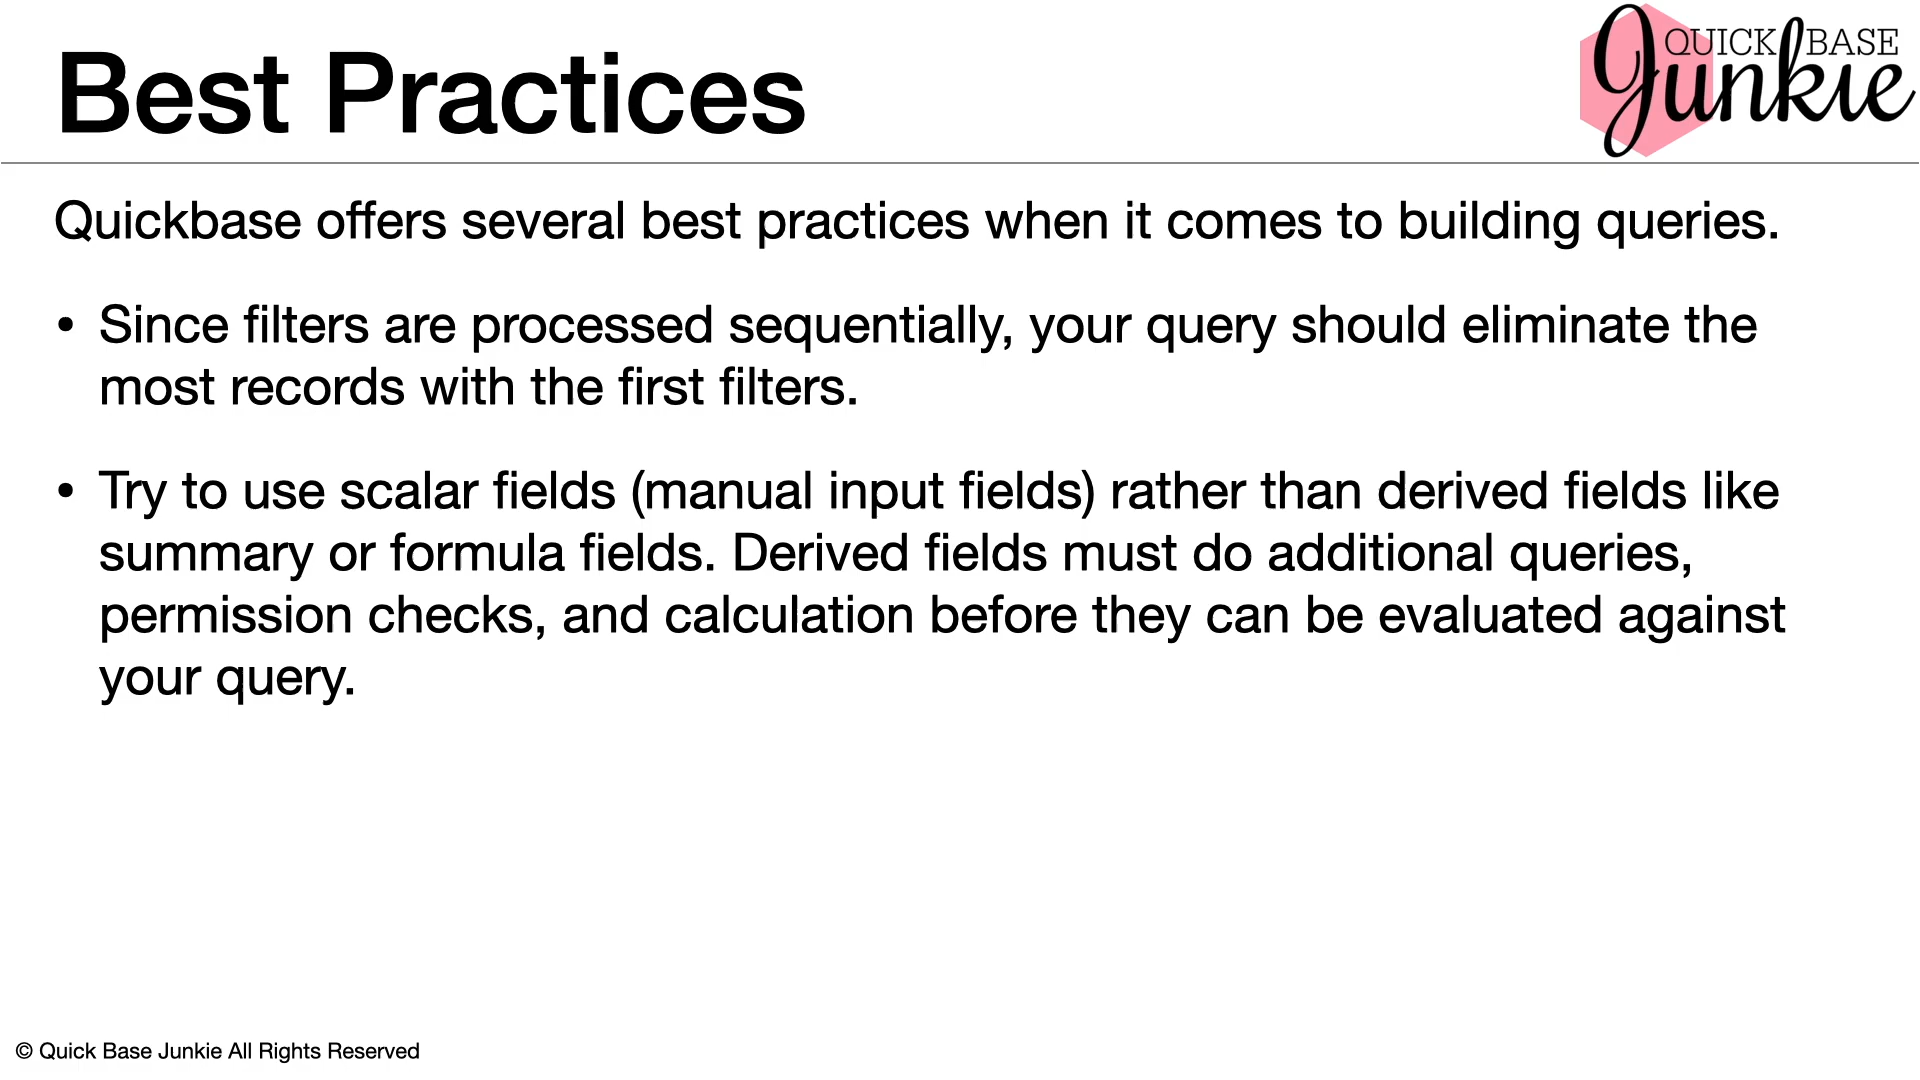 Best Practices
QUICK BASE
Junkie
Quickbase offers several best practices when it comes to building queries.
• Since filters are processed sequentially, your query should eliminate the
most records with the first filters.
• Try to use scalar fields (manual input fields) rather than derived fields like
summary or formula fields. Derived fields must do additional queries,
permission checks, and calculation before they can be evaluated against
your query.
© Quick Base Junkie All Rights Reserved